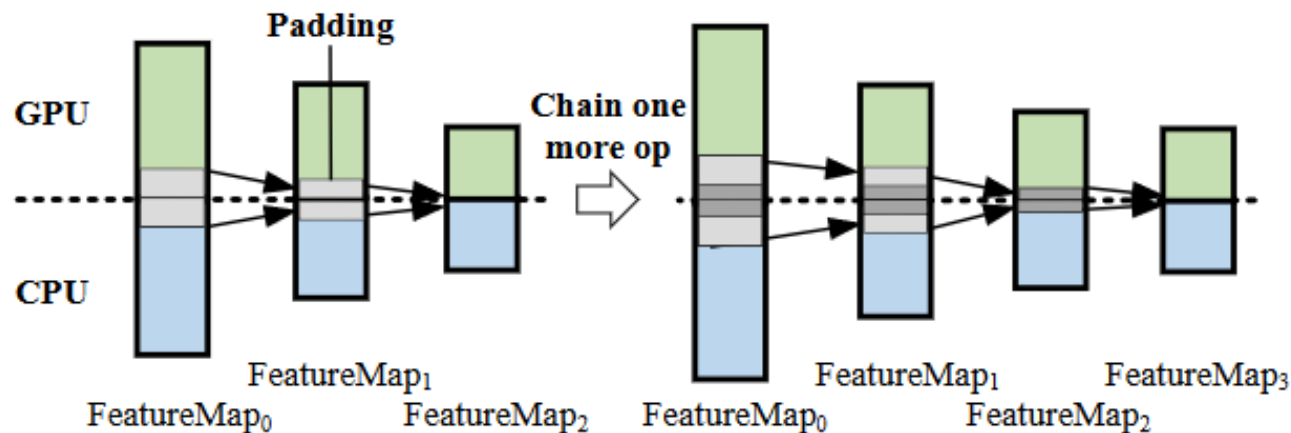 Padding
GPU
Chain one
more op
CPU
FeatureMap₁
FeatureMap₀
FeatureMap₂
FeatureMap₁
FeatureMap₃
FeatureMap₀
FeatureMap₂